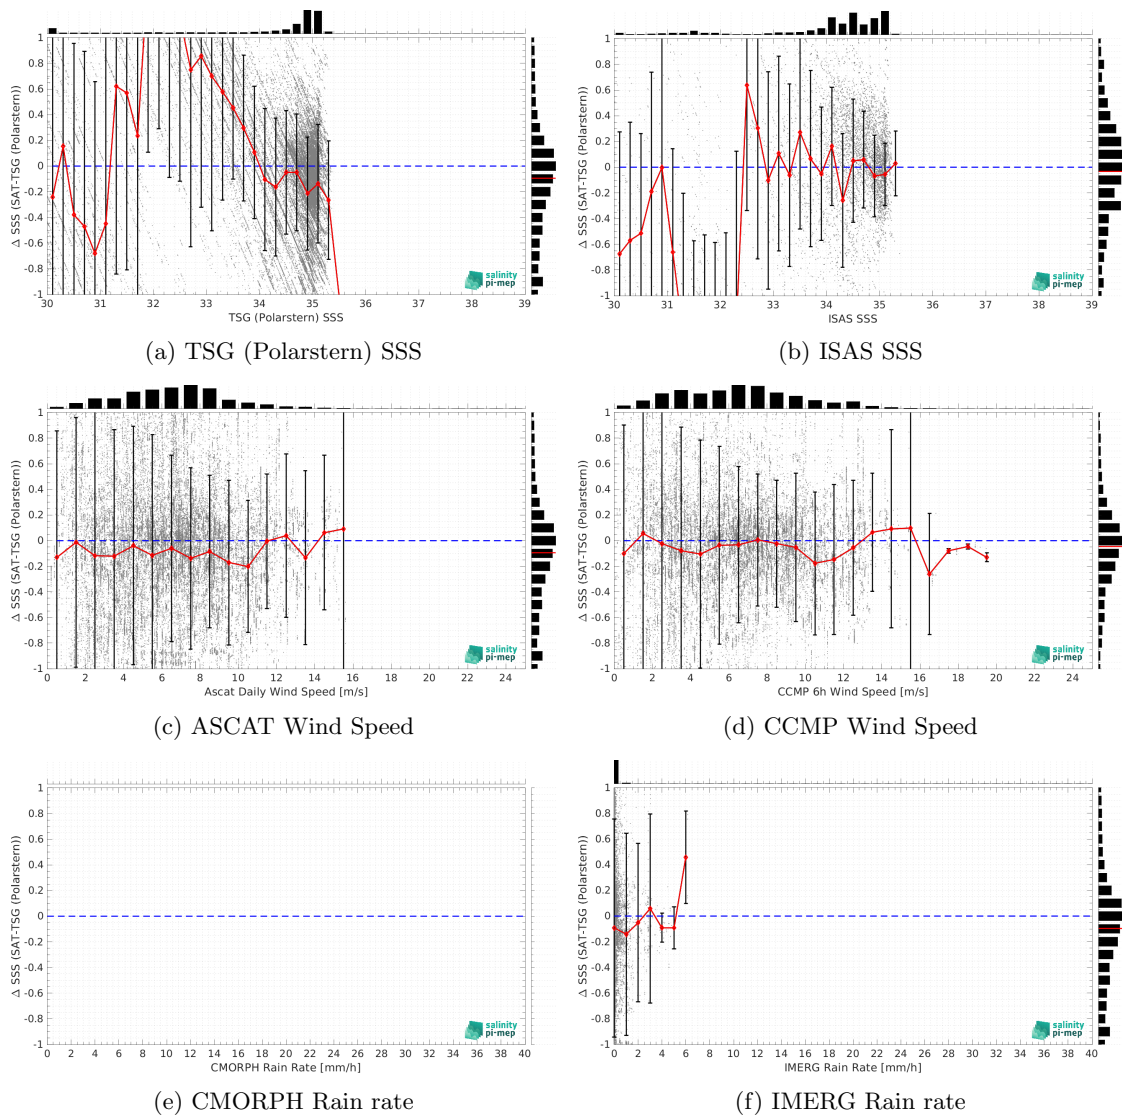 1
0.8
0.6
0.4
0.2
0
-0.2
-0.4
-0.6
-0.8
-1
Δ SSS (SAT-TSG (Polarstern))
30 31 32 33 34 35 36 37 38 39
TSG (Polarstern) SSS
salinity
pi-mep
(a) TSG (Polarstern) SSS
1
0.8
0.6
0.4
0.2
0
-0.2
-0.4
-0.6
-0.8
-1
Δ SSS (SAT-TSG (Polarstern))
30 31 32 33 34 35 36 37 38 39
ISAS SSS
salinity
pi-mep
(b) ISAS SSS
1
0.8
0.6
0.4
0.2
0
-0.2
-0.4
-0.6
-0.8
-1
Δ SSS (SAT-TSG (Polarstern))
0 2 4 6 8 10 12 14 16 18 20 22 24
Ascat Daily Wind Speed [m/s]
salinity
pi-mep
(c) ASCAT Wind Speed
1
0.8
0.6
0.4
0.2
0
-0.2
-0.4
-0.6
-0.8
-1
Δ SSS (SAT-TSG (Polarstern))
0 2 4 6 8 10 12 14 16 18 20 22 24
CCMP 6h Wind Speed [m/s]
salinity
pi-mep
(d) CCMP Wind Speed
1
0.8
0.6
0.4
0.2
0
-0.2
-0.4
-0.6
-0.8
-1
Δ SSS (SAT-TSG (Polarstern))
0 2 4 6 8 10 12 14 16 18 20 22 24 26 28 30 32 34 36 38 40
CMORPH Rain Rate [mm/h]
salinity
pi-mep
(e) CMORPH Rain rate
1
0.8
0.6
0.4
0.2
0
-0.2
-0.4
-0.6
-0.8
-1
Δ SSS (SAT-TSG (Polarstern))
0 2 4 6 8 10 12 14 16 18 20 22 24 26 28 30 32 34 36 38 40
IMERG Rain Rate [mm/h]
salinity
pi-mep
(f) IMERG Rain rate